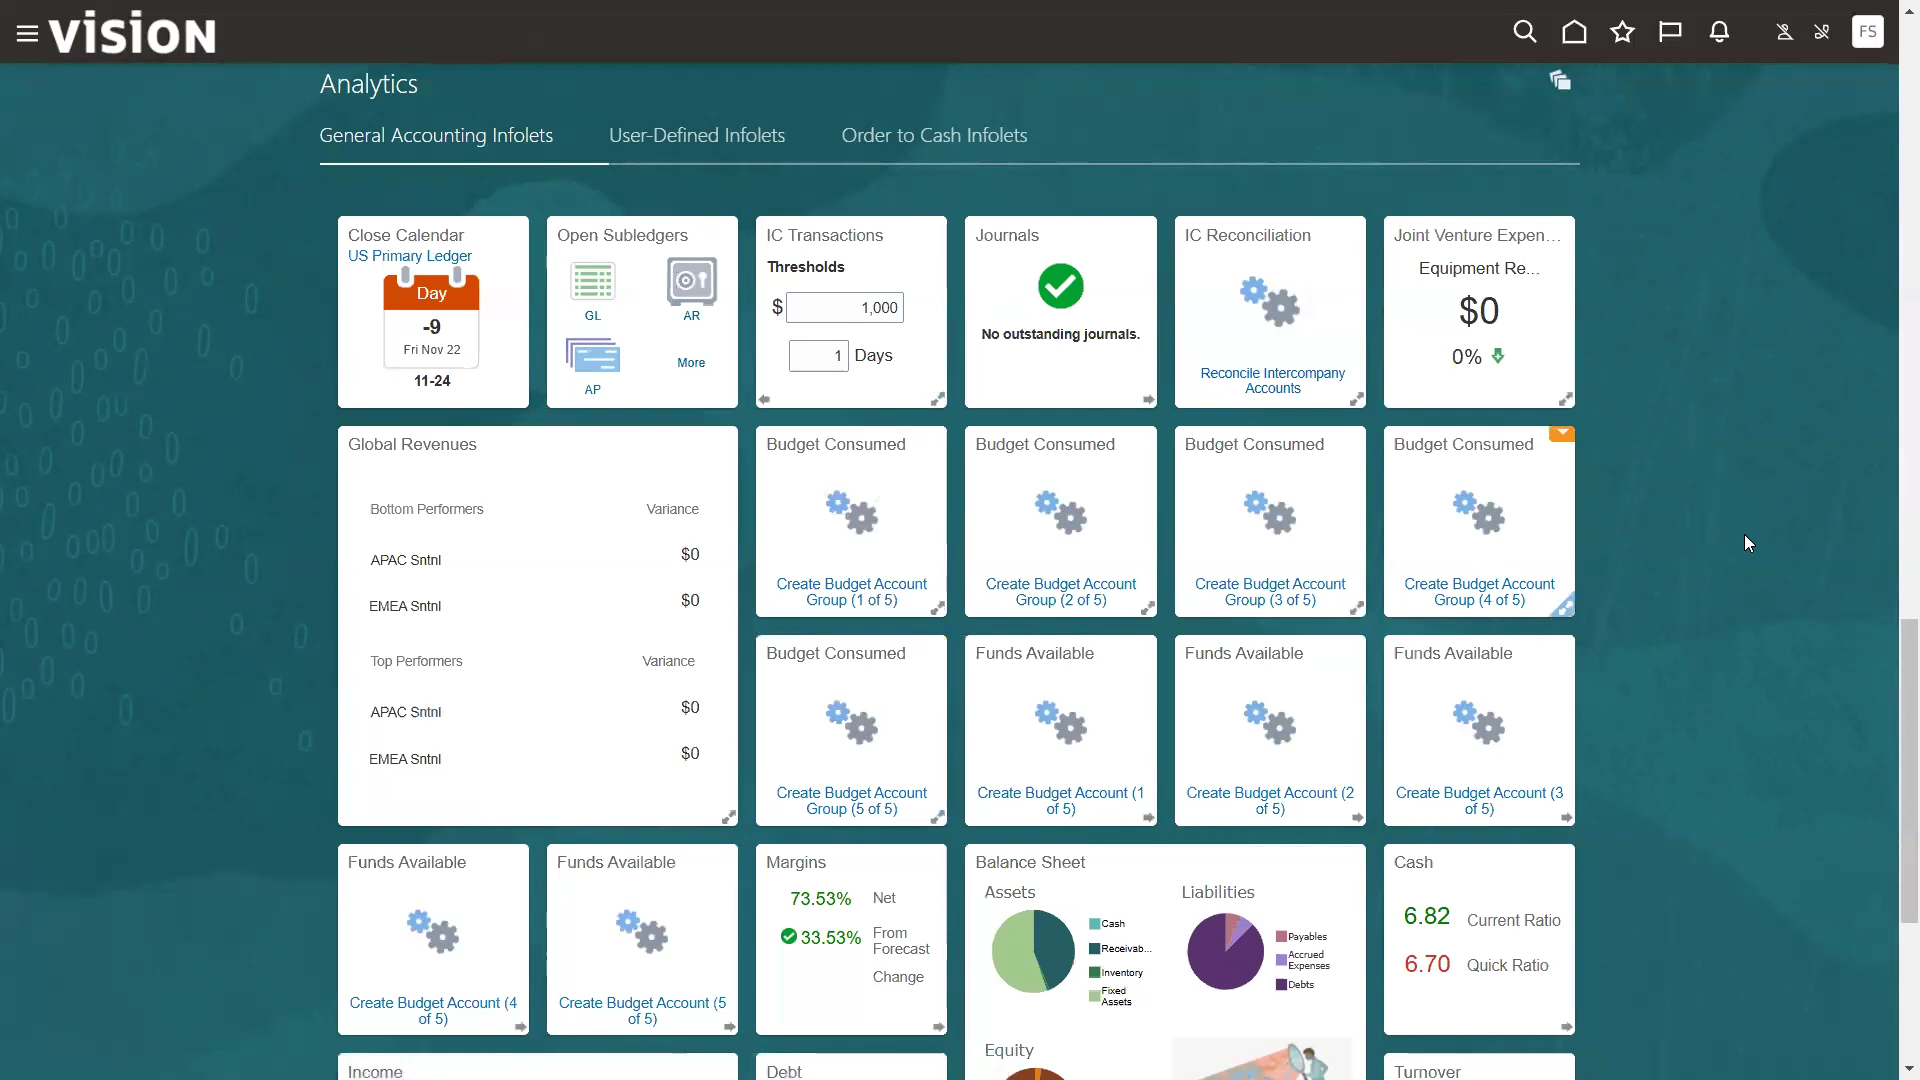 vision
FS
Analytics
General Accounting Infolets
User-Defined Infolets
Order to Cash Infolets
Close Calendar
US Primary Ledger
Day
-9
Fri Nov 22
11-24
Open Subledgers
GL
AR
AP
More
IC Transactions
Thresholds
$ 1,000
1 Days
Journals
No outstanding journals.
IC Reconciliation
Reconcile Intercompany
Accounts
Joint Venture Expen...
Equipment Re...
$0
0%
Global Revenues
Bottom Performers Variance
APAC Sntnl $0
EMEA Sntnl $0
Top Performers Variance
APAC Sntnl $0
EMEA Sntnl $0
Budget Consumed
Create Budget Account
Group (1 of 5)
Budget Consumed
Create Budget Account
Group (2 of 5)
Budget Consumed
Create Budget Account
Group (3 of 5)
Budget Consumed
Create Budget Account
Group (4 of 5)
Budget Consumed
Create Budget Account
Group (5 of 5)
Funds Available
Create Budget Account (1
of 5)
Funds Available
Create Budget Account (2
of 5)
Funds Available
Create Budget Account (3
of 5)
Funds Available
Create Budget Account (4
of 5)
Funds Available
Create Budget Account (5
of 5)
Margins
73.53% Net
33.53% From
Forecast
Change
Balance Sheet
Assets
Cash
Receivab...
Inventory
Fixed
Assets
Liabilities
Payables
Accrued
Expenses
Debts
Equity
Cash
6.82 Current Ratio
6.70 Quick Ratio
Income
Debt
Turnover